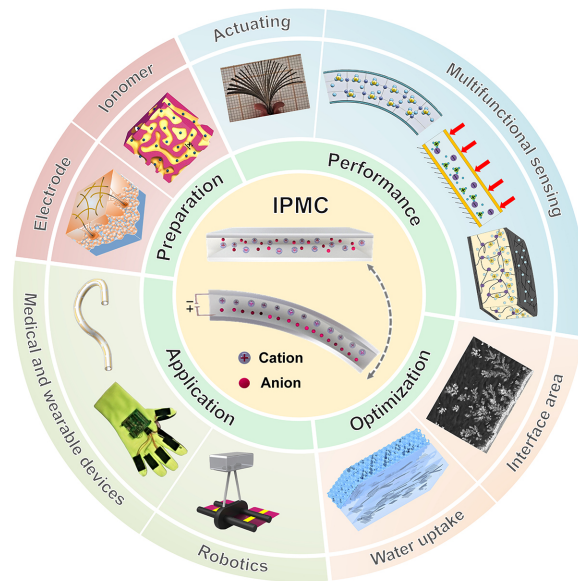 Actuating
Multifunctional sensing
Ionomer
Electrode
Preparation
Performance
IPMC
−
+
Cation
Anion
Application
Optimization
Medical and wearable devices
Robotics
Water uptake
Interface area